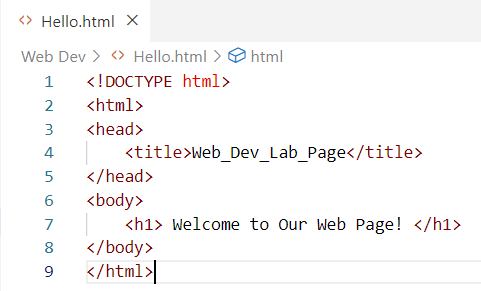 Hello.html
Web Dev > Hello.html > html
1 <!DOCTYPE html>
2 <html>
3 <head>
4     <title>Web_Dev_Lab_Page</title>
5 </head>
6 <body>
7     <h1> Welcome to Our Web Page! </h1>
8 </body>
9 </html>